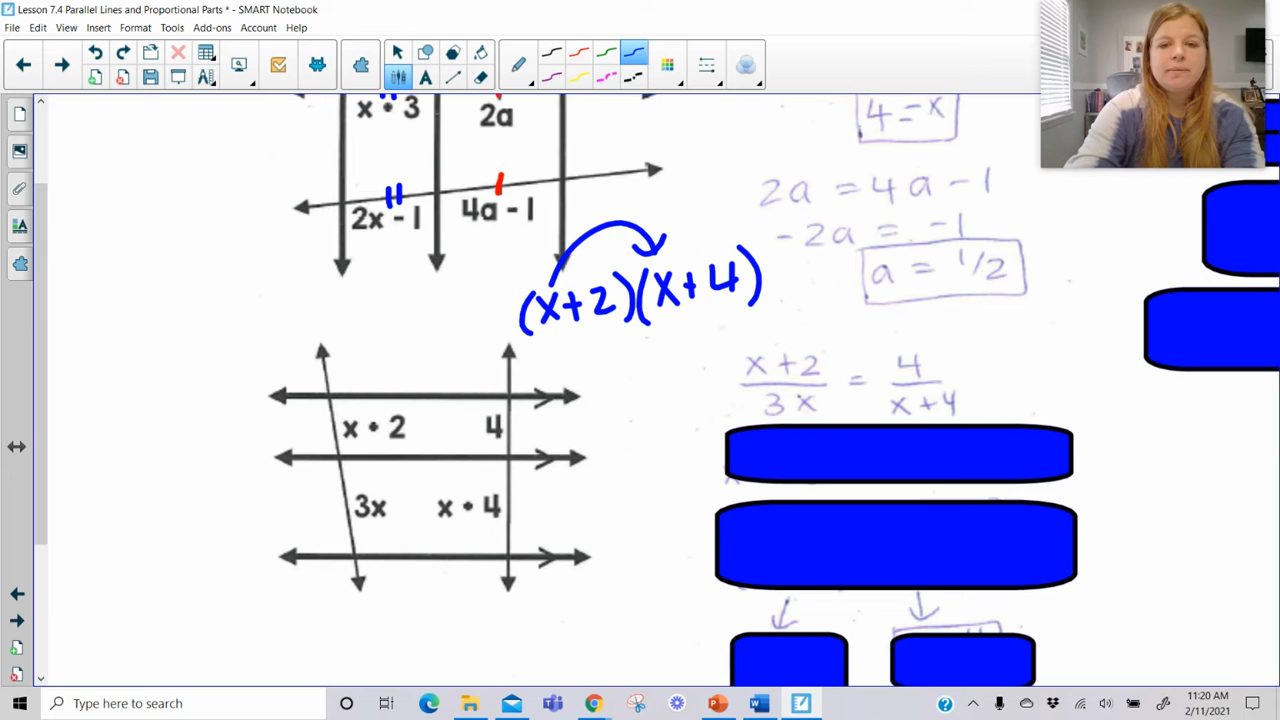 Lesson 7.4 Parallel Lines and Proportional Parts * - SMART Notebook
File Edit View Insert Format Tools Add-ons Account Help
x + 3
2a
4 = x
2x - 1
4a - 1
2a = 4a - 1
-2a = -1
a = 1/2
(x+2)(x+4)
x+2 / 3x = 4 / x+4
x + 2
4
3x
x + 4
Type here to search
11:20 AM
2/11/2021